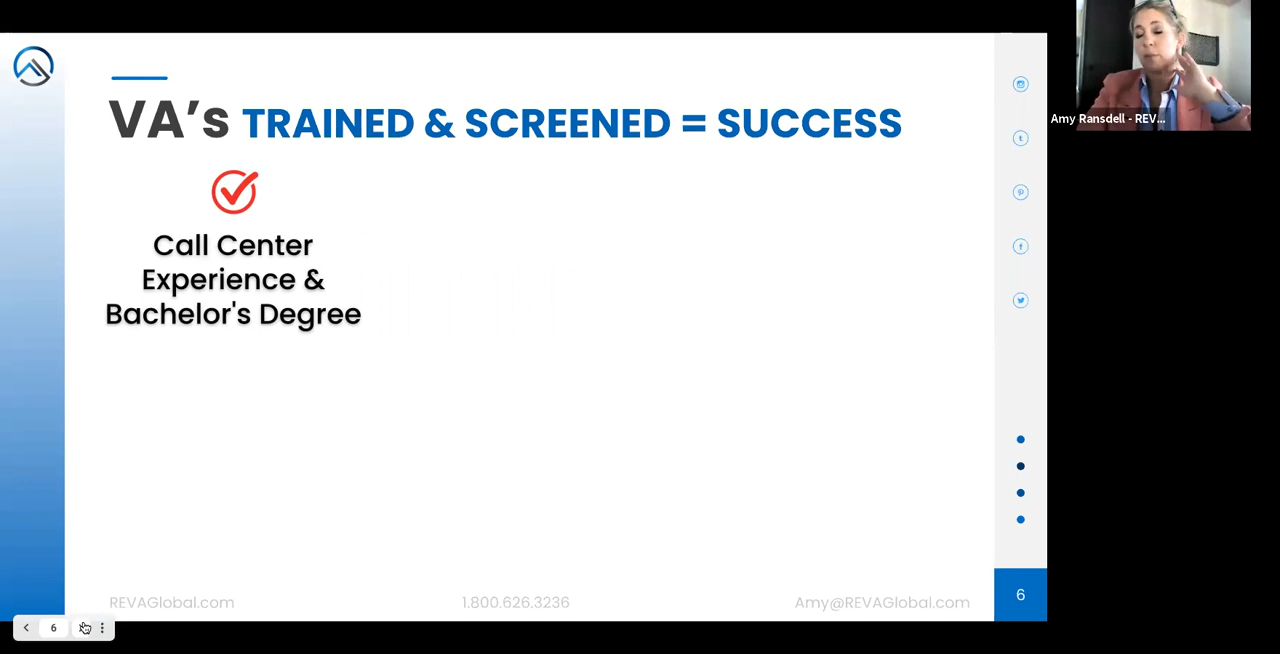 VA's TRAINED & SCREENED = SUCCESS
Call Center
Experience &
Bachelor's Degree
REVAGlobal.com
1.800.626.3236
Amy@REVAGlobal.com
6
6
Amy Ransdell - REV...